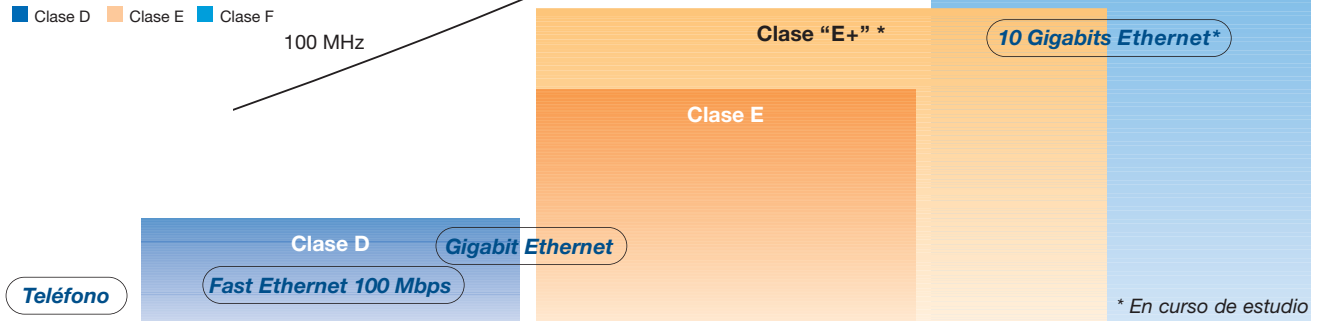 Clase D Clase E Clase F
100 MHz
Clase “E+” *
10 Gigabits Ethernet*
Clase E
Clase D
Gigabit Ethernet
Fast Ethernet 100 Mbps
Teléfono
* En curso de estudio